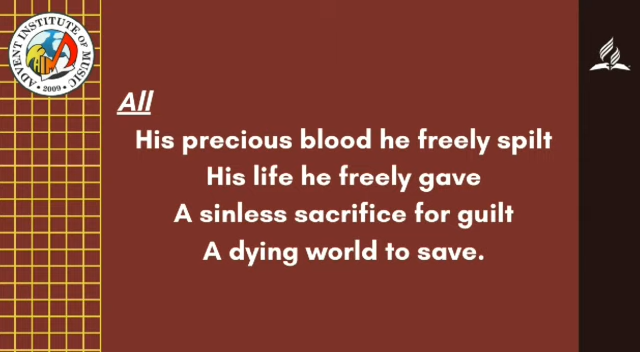 ADVENT INSTITUTE OF MUSIC
AIM
• 2009 •
All
His precious blood he freely spilt
His life he freely gave
A sinless sacrifice for guilt
A dying world to save.